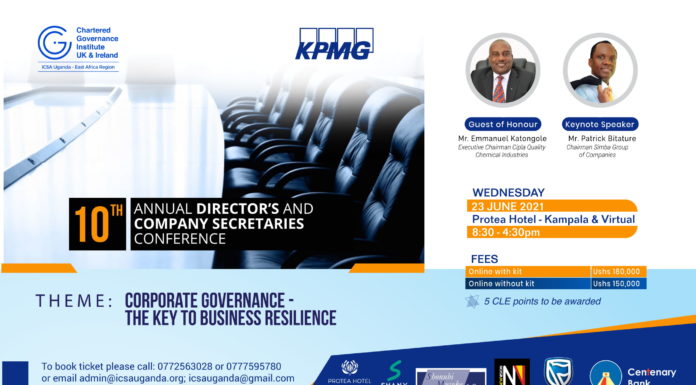 Chartered
Governance
Institute
UK & Ireland
ICSA Uganda - East Africa Region
KPMG
Guest of Honour
Mr. Emmanuel Katongole
Executive Chairman Cipla Quality
Chemical Industries
Keynote Speaker
Mr. Patrick Bitature
Chairman Simba Group
of Companies
10TH
ANNUAL DIRECTOR'S AND
COMPANY SECRETARIES
CONFERENCE
WEDNESDAY
23 JUNE 2021
Protea Hotel - Kampala & Virtual
8:30 - 4:30pm
FEES
Online with kit Ushs 180,000
Online without kit Ushs 150,000
5 CLE points to be awarded
THEME: CORPORATE GOVERNANCE -
THE KEY TO BUSINESS RESILIENCE
To book ticket please call: 0772563028 or 0777595780
or email admin@icsauganda.org; icsauganda@gmail.com
PROTEA HOTEL
N
Centenary
Bank